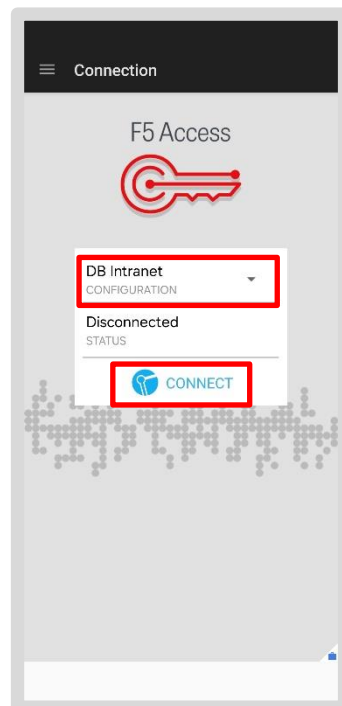 Connection
F5 Access
DB Intranet
CONFIGURATION
Disconnected
STATUS
CONNECT